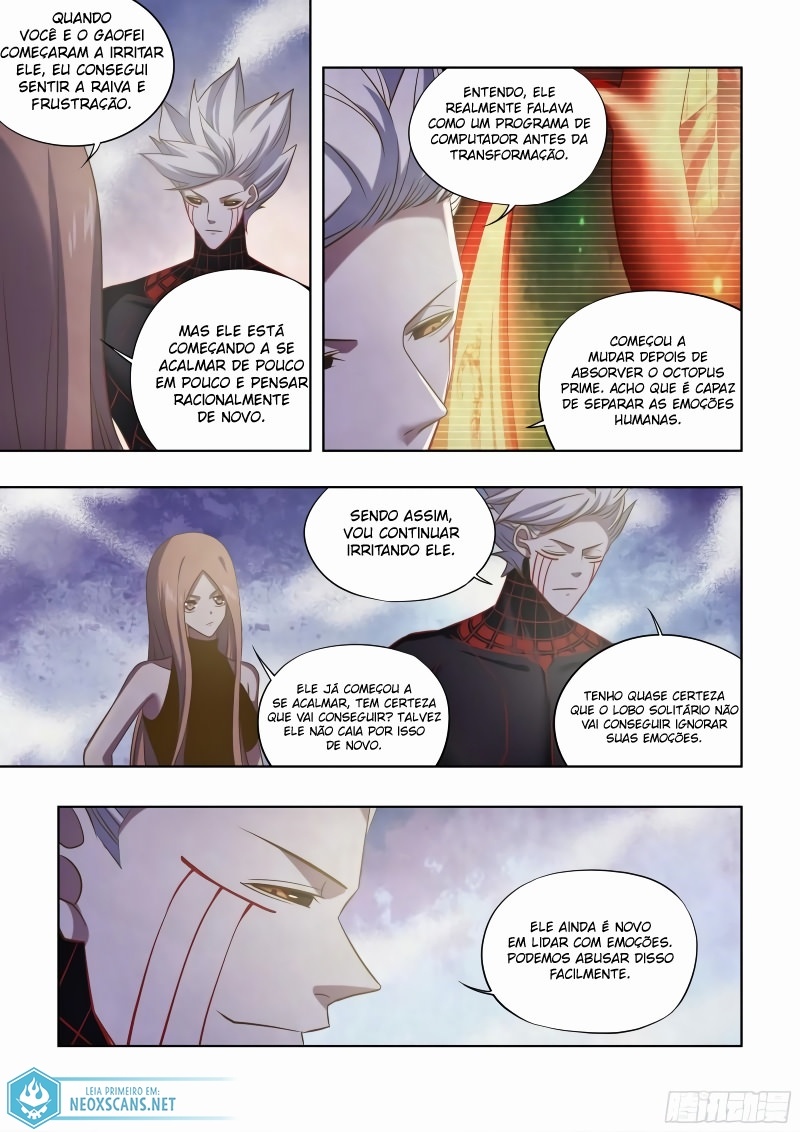 QUANDO
VOCÊ E O GAOFEI
COMEÇARAM A IRRITAR
ELE, EU CONSEGUI
SENTIR A RAIVA E
FRUSTRAÇÃO.
MAS ELE ESTÁ
COMEÇANDO A SE
ACALMAR DE POUCO
EM POUCO E PENSAR
RACIONALMENTE
DE NOVO.
ENTENDO, ELE
REALMENTE FALAVA
COMO UM PROGRAMA DE
COMPUTADOR ANTES DA
TRANSFORMAÇÃO.
COMEÇOU A
MUDAR DEPOIS DE
ABSORVER O OCTOPUS
PRIME. ACHO QUE É CAPAZ
DE SEPARAR AS EMOÇÕES
HUMANAS.
SENDO ASSIM,
VOU CONTINUAR
IRRITANDO ELE.
ELE JÁ COMEÇOU A
SE ACALMAR, TEM CERTEZA
QUE VAI CONSEGUIR? TALVEZ
ELE NÃO CAIA POR ISSO
DE NOVO.
TENHO QUASE CERTEZA
QUE O LOBO SOLITÁRIO NÃO
VAI CONSEGUIR IGNORAR
SUAS EMOÇÕES.
ELE AINDA É NOVO
EM LIDAR COM EMOÇÕES.
PODEMOS ABUSAR DISSO
FACILMENTE.
LEIA PRIMEIRO EM:
NEOXSCANS.NET
腾讯动漫